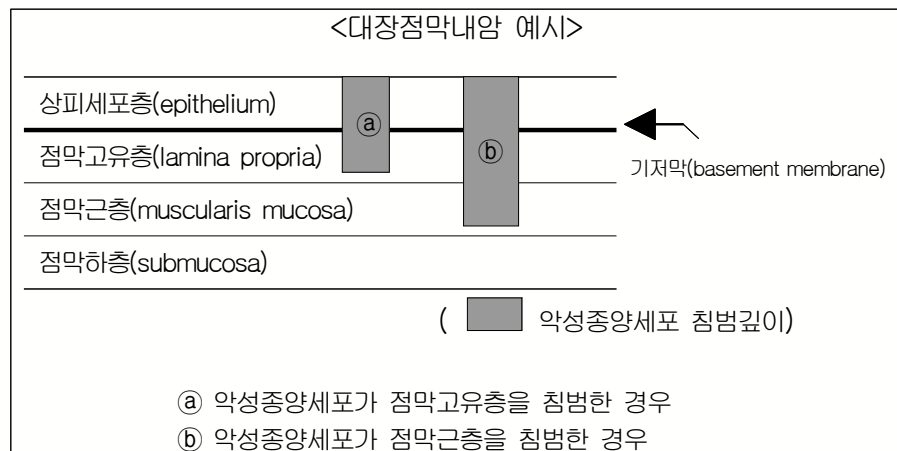 <대장점막내암 예시>
상피세포층(epithelium)
ⓐ
점막고유층(lamina propria)
ⓑ
기저막(basement membrane)
점막근층(muscularis mucosa)
점막하층(submucosa)
( 악성종양세포 침범깊이)
ⓐ 악성종양세포가 점막고유층을 침범한 경우
ⓑ 악성종양세포가 점막근층을 침범한 경우